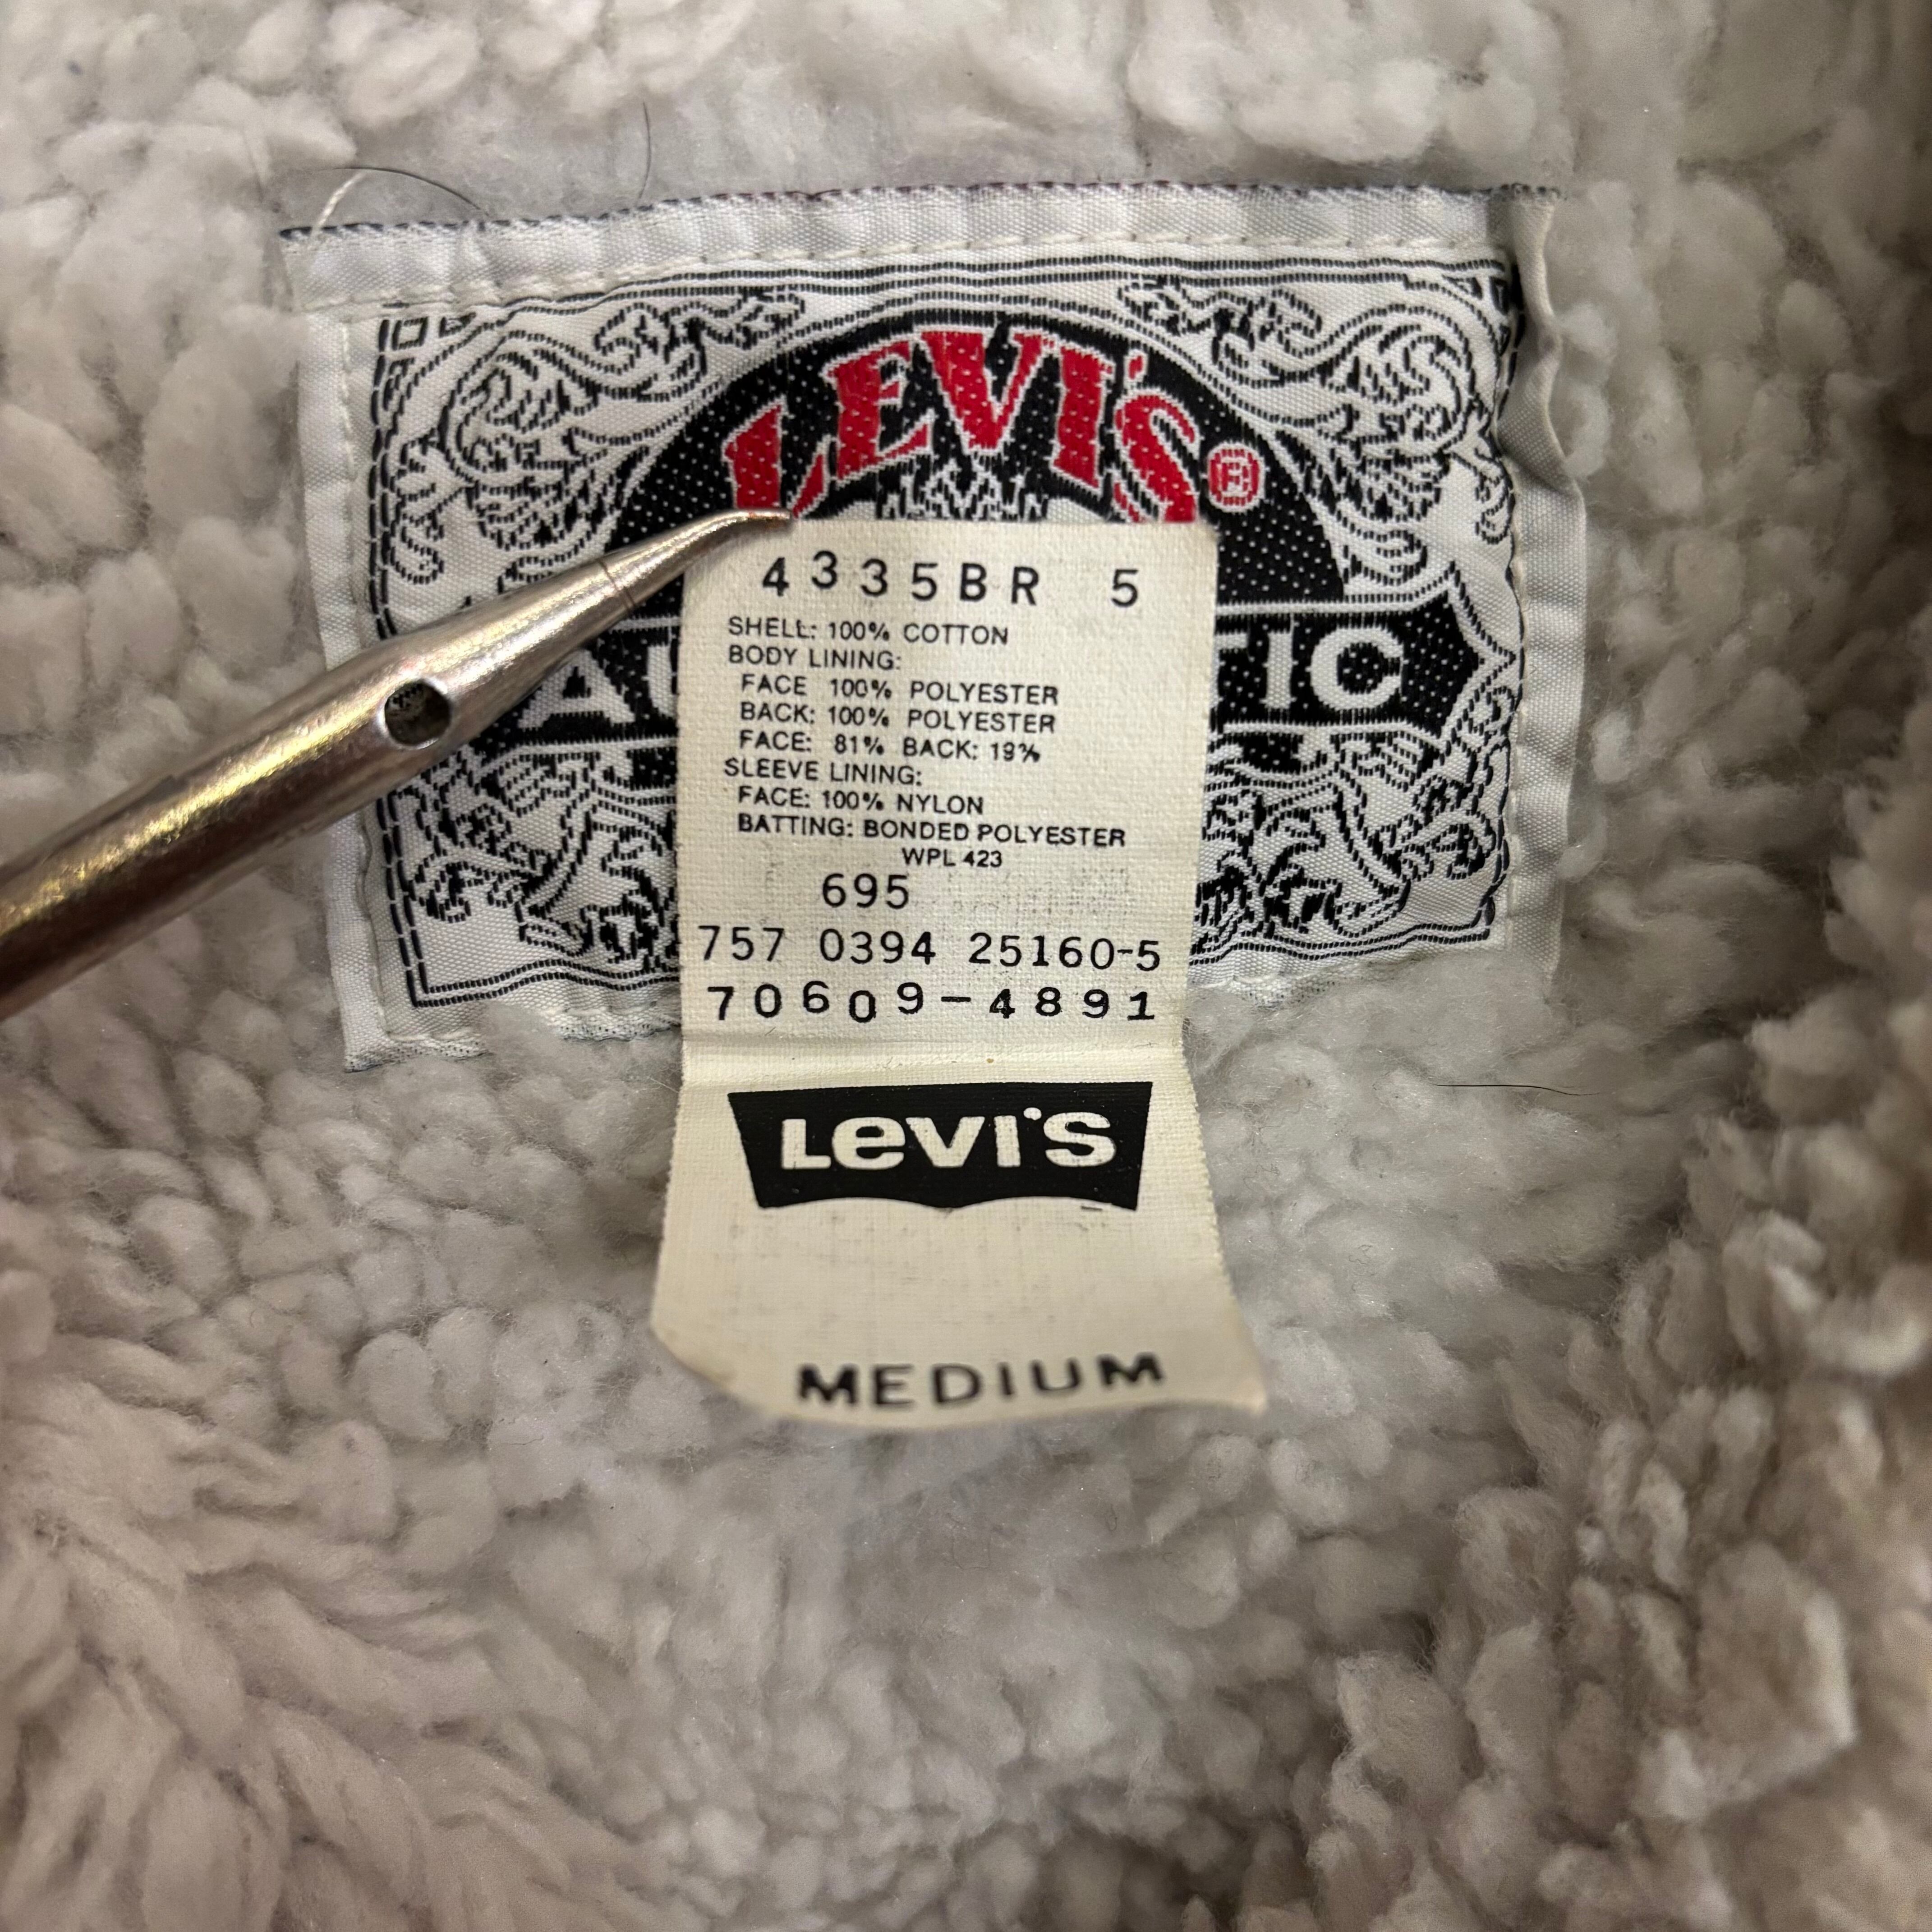 LEVI'S®
4335BR 5
SHELL: 100% COTTON
BODY LINING:
FACE 100% POLYESTER
BACK: 100% POLYESTER
FACE: 81% BACK: 19%
SLEEVE LINING:
FACE: 100% NYLON
BATTING: BONDED POLYESTER
WPL 423
695
757 0394 25160-5
70609-4891
Levi's
MEDIUM